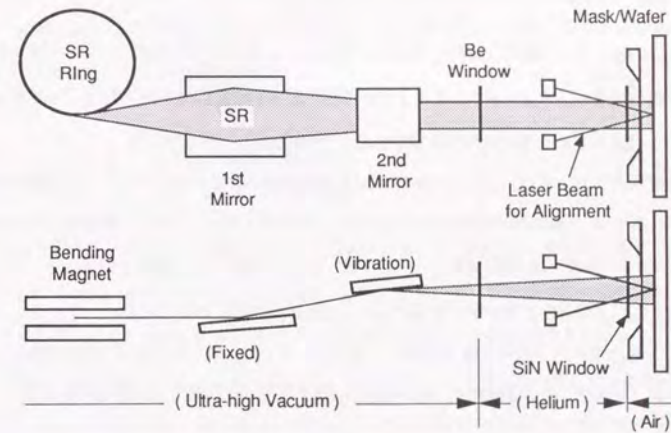 Mask/Wafer
SR
RIng
Be
Window
SR
1st
Mirror
2nd
Mirror
Laser Beam
for Alignment
Bending
Magnet
(Vibration)
(Fixed)
SiN Window
( Ultra-high Vacuum )
( Helium )
( Air )